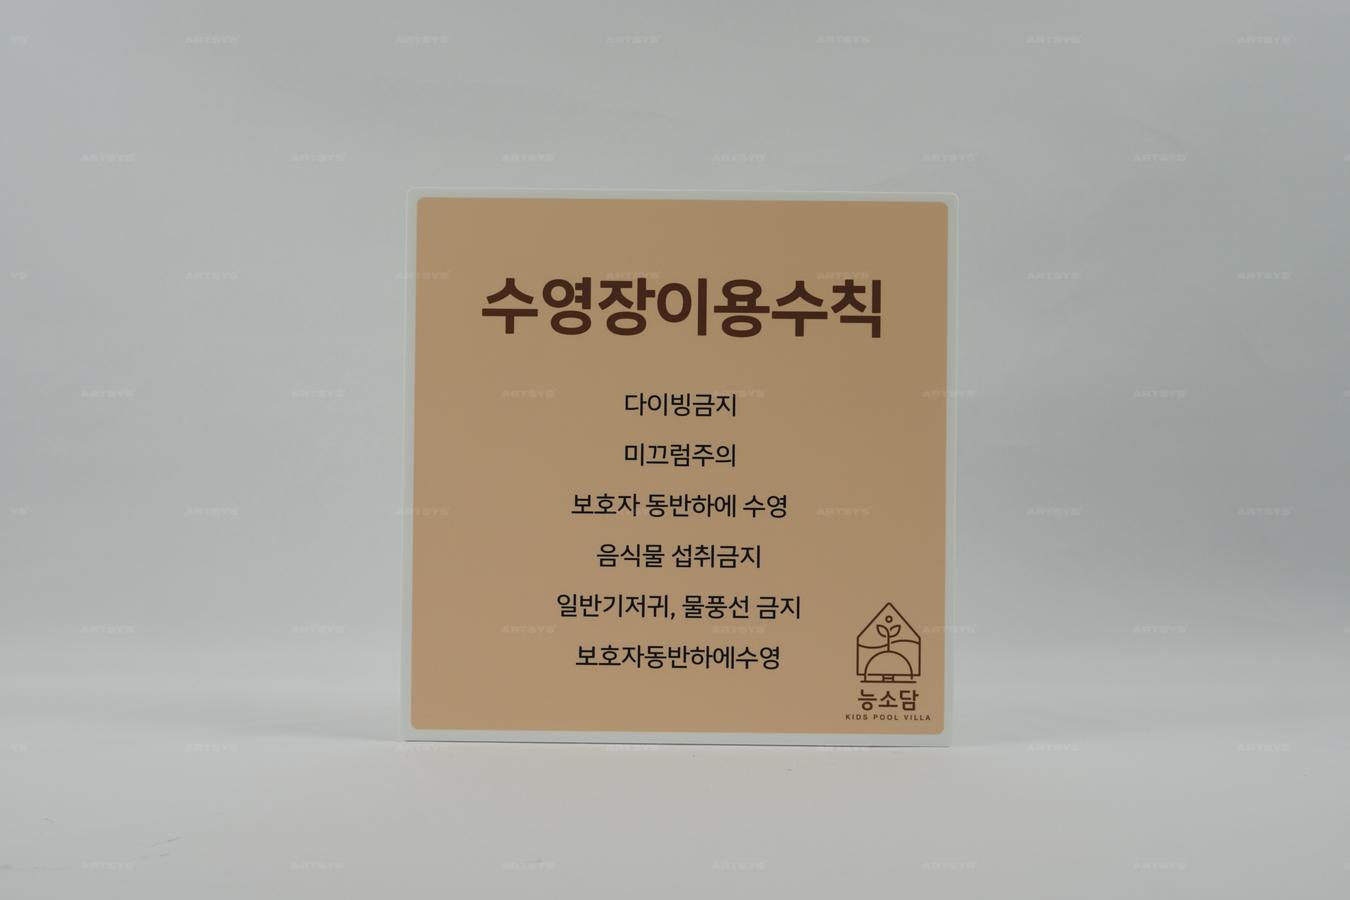 수영장이용수칙
다이빙금지
미끄럼주의
보호자 동반하에 수영
음식물 섭취금지
일반기저귀, 물풍선 금지
보호자동반하에수영
능소담
KIDS POOL VILLA
ARTSYS